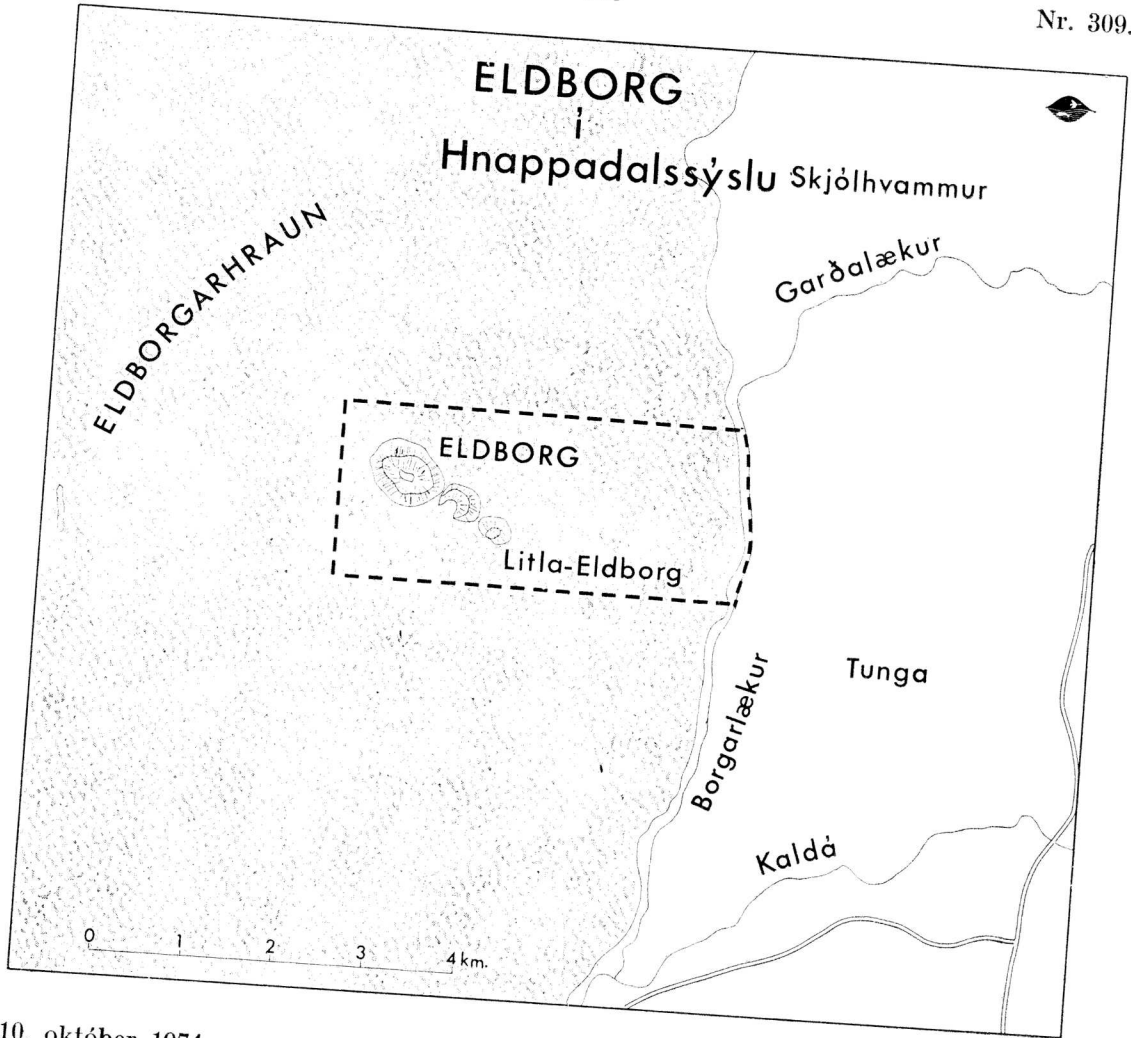 Nr. 309.
ELDBORG
í
Hnappadalssýslu
Skjólhvammur
ELDBORGARHRAUN
Garðalækur
ELDBORG
Litla-Eldborg
Tunga
Borgarlækur
Kaldá
0 1 2 3 4 km.
10. október 1974